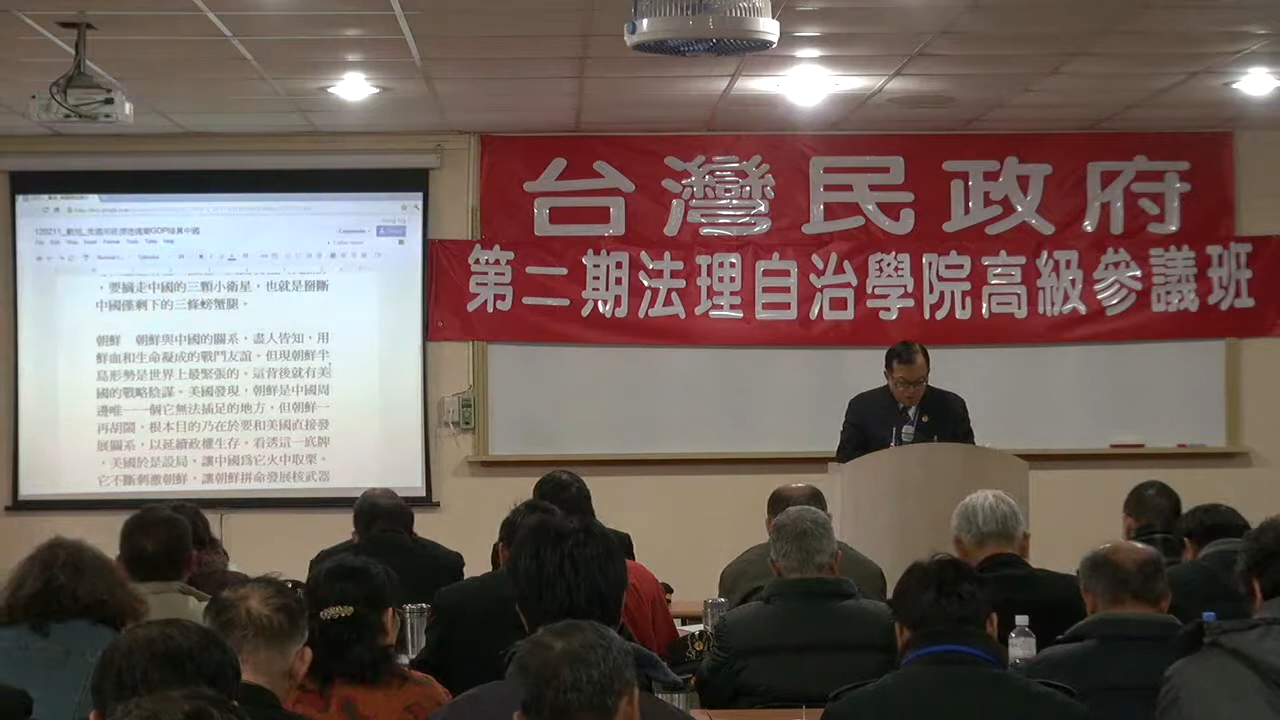 台灣民政府
第二期法理自治學院高級參議班
，要摘走中國的三顆小衛星，也就是掰斷
中國僅剩下的三條螃蟹腿。
朝鮮　朝鮮與中國的關系，盡人皆知，用
鮮血和生命凝成的戰鬥友誼。但現朝鮮半
島形勢是世界上最緊張的。這背後就有美
國的戰略陰謀。美國發現，朝鮮是中國周
邊唯一一個它無法插足的地方，但朝鮮一
再胡鬧，根本目的乃在於要和美國直接發
展關系，以延續政權生存。看透這一底牌
，美國於是設局，讓中國爲它火中取栗。
它不斷刺激朝鮮，讓朝鮮拼命發展核武器